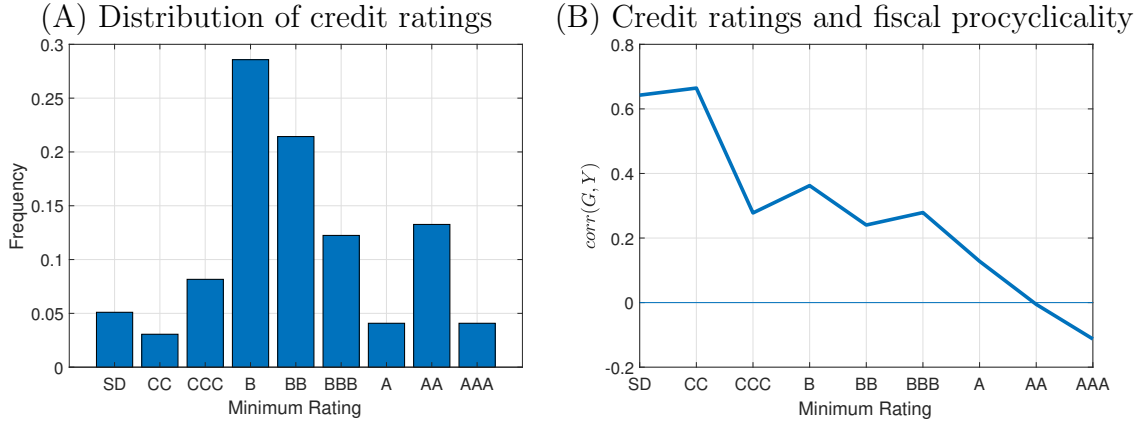 (A) Distribution of credit ratings
0.3
0.25
0.2
0.15
0.1
0.05
0
Frequency
SD CC CCC B BB BBB A AA AAA
Minimum Rating
(B) Credit ratings and fiscal procyclicality
0.8
0.6
0.4
0.2
0
-0.2
corr(G, Y)
SD CC CCC B BB BBB A AA AAA
Minimum Rating